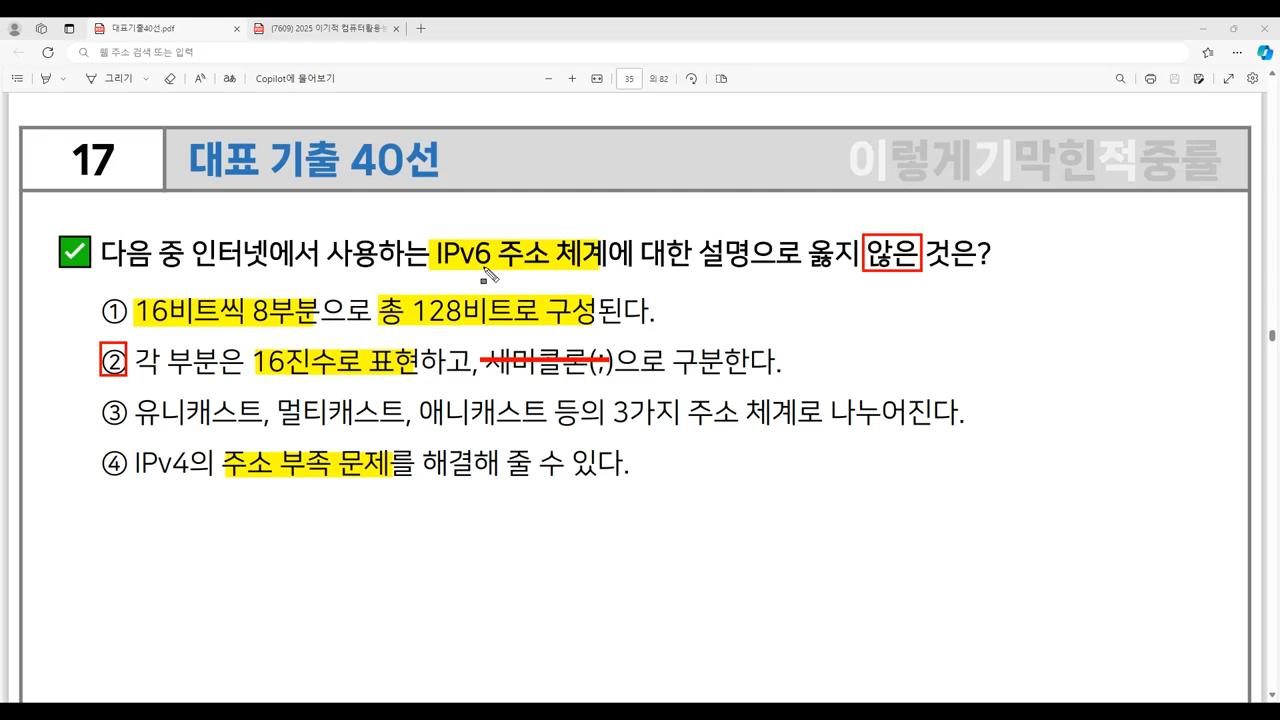 대표기출40선.pdf
(7609) 2025 이기적 컴퓨터활용능
웹 주소 검색 또는 입력
그리기
Copilot에 물어보기
35 의 82
17
대표 기출 40선
이렇게기막힌적중률
다음 중 인터넷에서 사용하는 IPv6 주소 체계에 대한 설명으로 옳지 않은 것은?
① 16비트씩 8부분으로 총 128비트로 구성된다.
② 각 부분은 16진수로 표현하고, 세미콜론(;)으로 구분한다.
③ 유니캐스트, 멀티캐스트, 애니캐스트 등의 3가지 주소 체계로 나누어진다.
④ IPv4의 주소 부족 문제를 해결해 줄 수 있다.